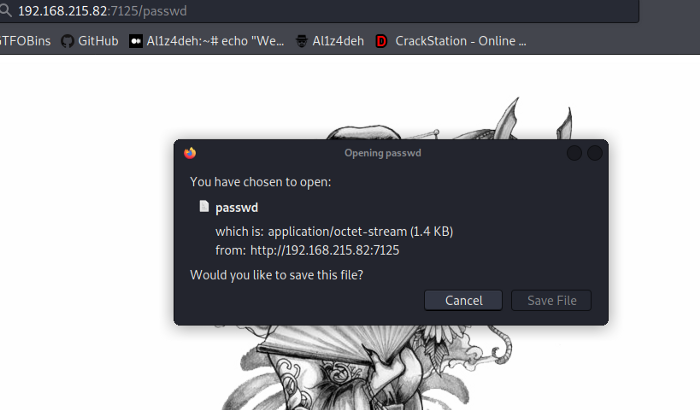 192.168.215.82:7125/passwd
GTFOBins GitHub Al1z4deh:~# echo "We... Al1z4deh CrackStation - Online ...
Opening passwd
You have chosen to open:
passwd
which is: application/octet-stream (1.4 KB)
from: http://192.168.215.82:7125
Would you like to save this file?
Cancel Save File